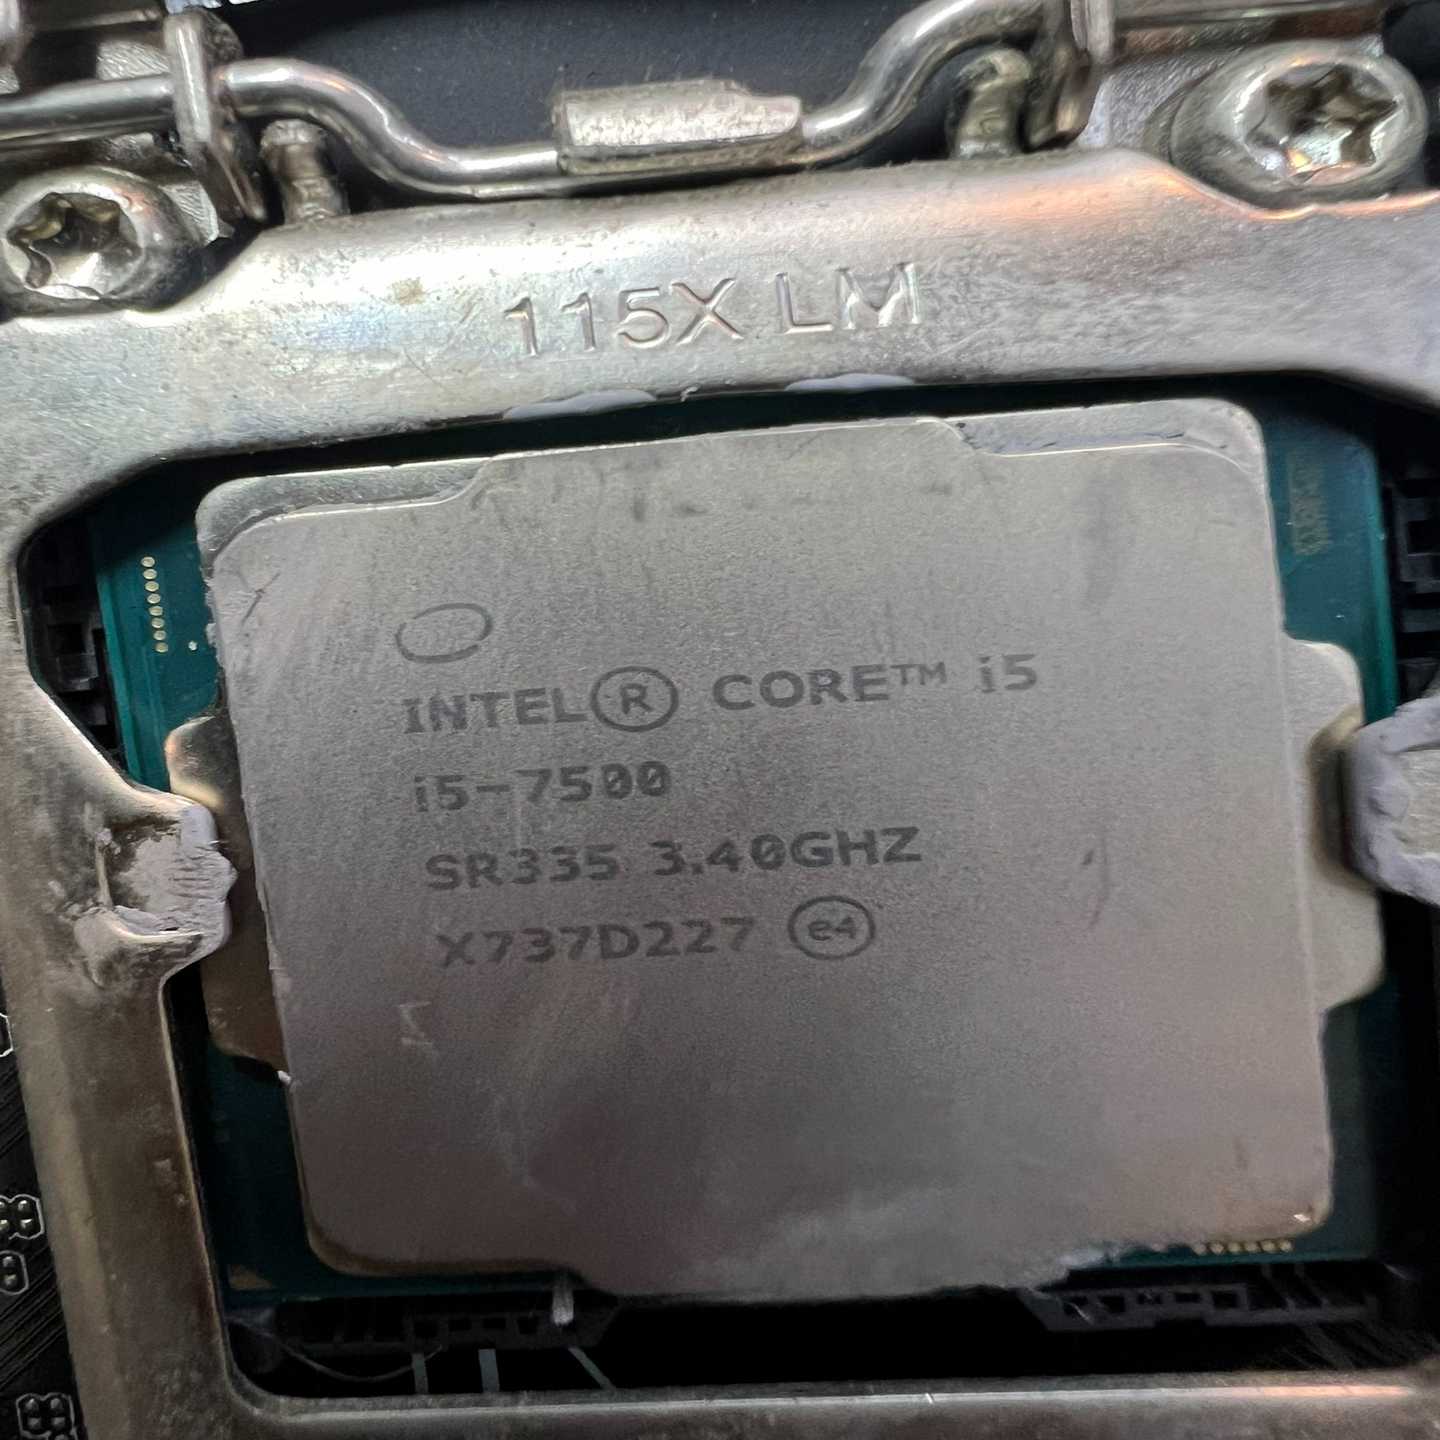 115X LM
INTEL® CORE™ i5
i5-7500
SR335 3.40GHZ
X737D227 e4